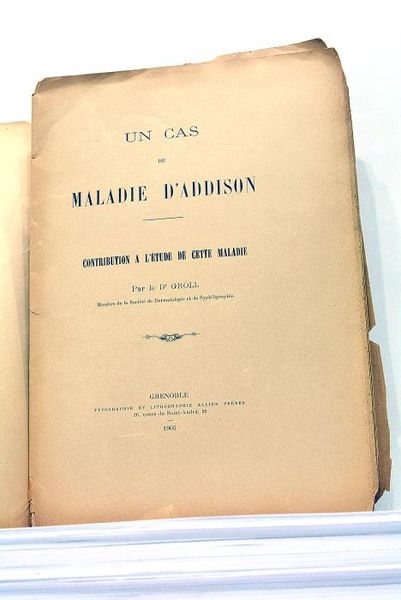 UN CAS
DE
MALADIE D'ADDISON
CONTRIBUTION A L'ÉTUDE DE CETTE MALADIE
Par le Dr GROLL
Membre de la Société de Dermatologie et de Syphiligraphie.
GRENOBLE
TYPOGRAPHIE ET LITHOGRAPHIE ALLIER FRÈRES
26, cours de Saint-André, 26
1905